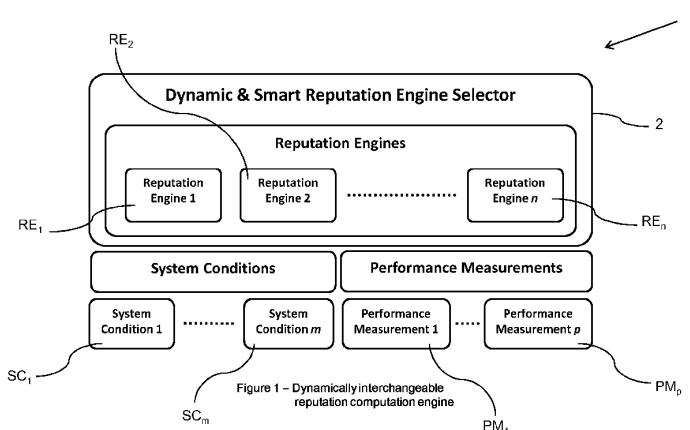 RE2
Dynamic & Smart Reputation Engine Selector
2
Reputation Engines
Reputation
Engine 1
Reputation
Engine 2
Reputation
Engine n
RE1
REn
System Conditions
Performance Measurements
System
Condition 1
System
Condition m
Performance
Measurement 1
Performance
Measurement p
SC1
SCm
PMp
Figure 1 – Dynamically interchangeable
reputation computation engine